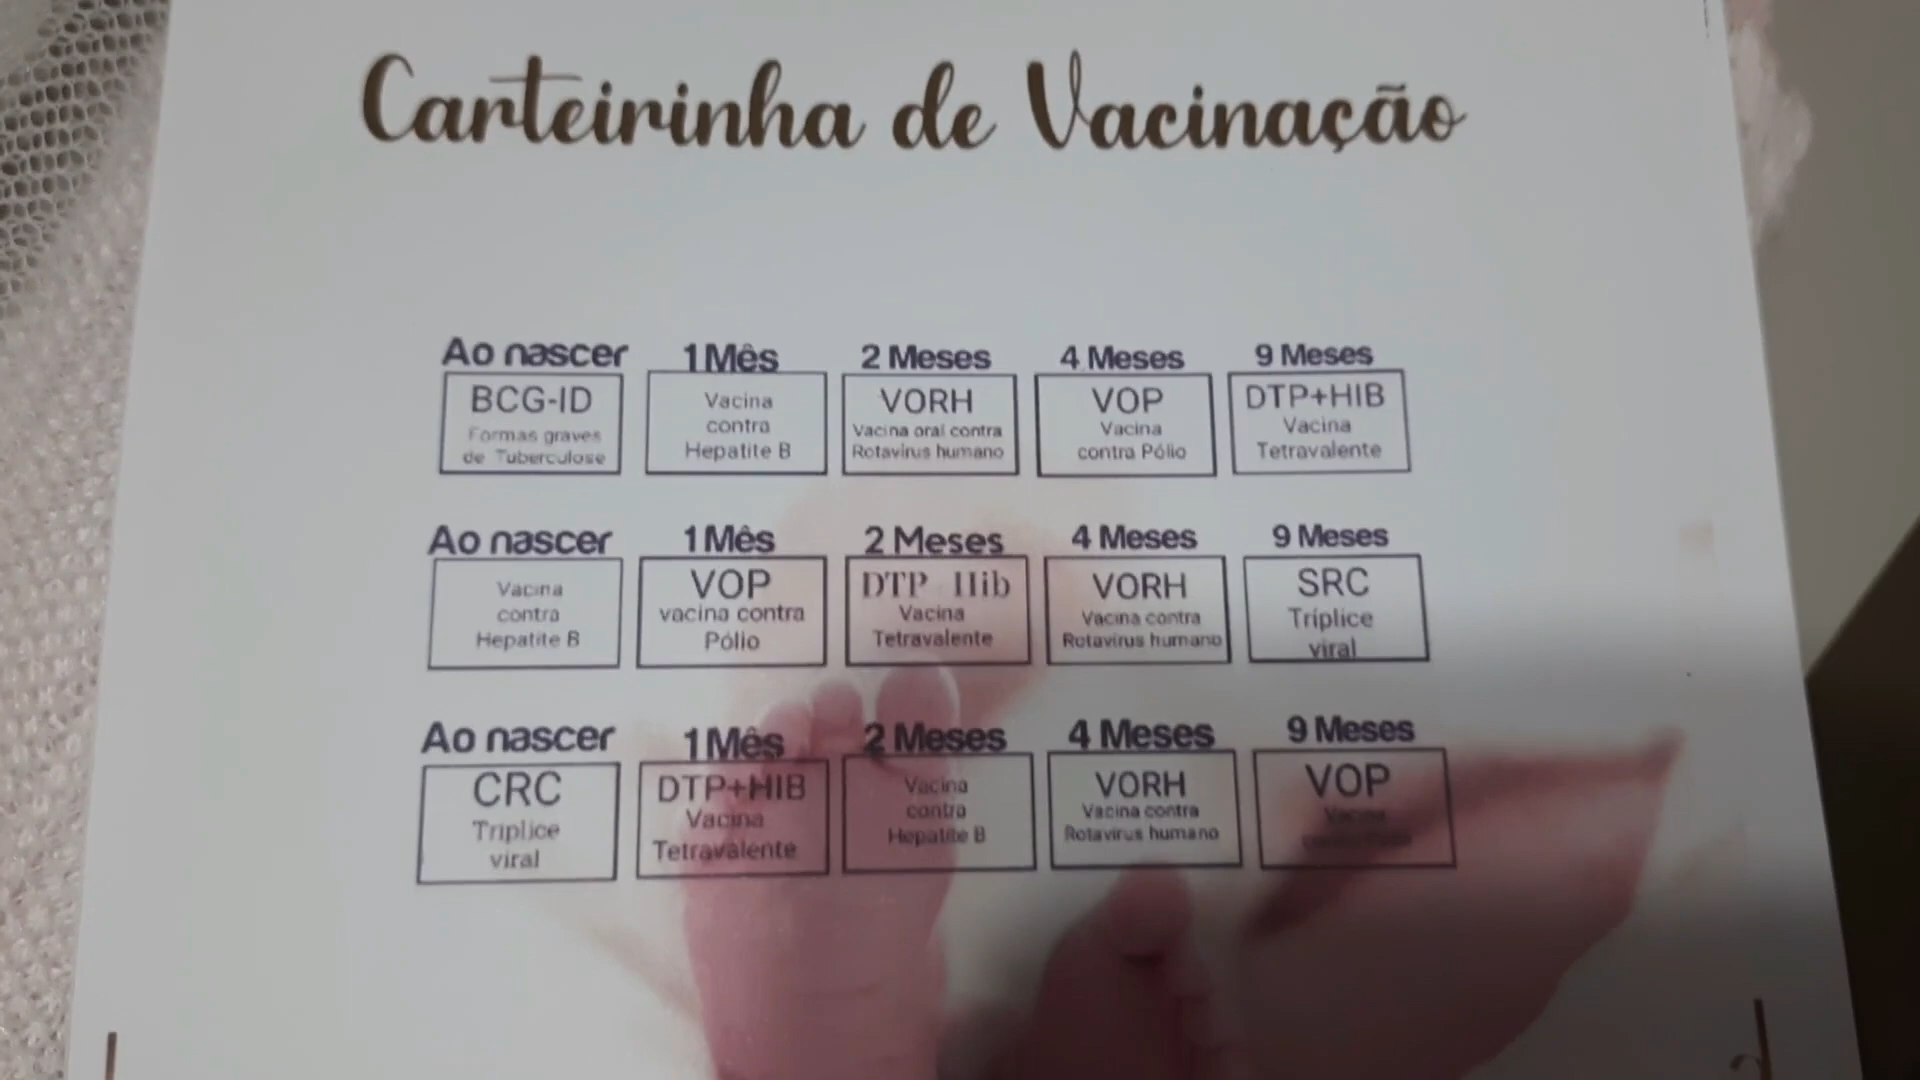 Carteirinha de Vacinação
Ao nascer 1 Mês 2 Meses 4 Meses 9 Meses
BCG-ID
Formas graves
de Tuberculose
Vacina
contra
Hepatite B
VORH
Vacina oral contra
Rotavírus humano
VOP
Vacina
contra Pólio
DTP+HIB
Vacina
Tetravalente
Ao nascer 1 Mês 2 Meses 4 Meses 9 Meses
Vacina
contra
Hepatite B
VOP
vacina contra
Pólio
DTP Hib
Vacina
Tetravalente
VORH
Vacina contra
Rotavirus humano
SRC
Tríplice
viral
Ao nascer 1 Mês 2 Meses 4 Meses 9 Meses
CRC
Triplice
viral
DTP+HIB
Vacina
Tetravalente
Vacina
contra
Hepatite B
VORH
Vacina contra
Rotavirus humano
VOP
Vacina